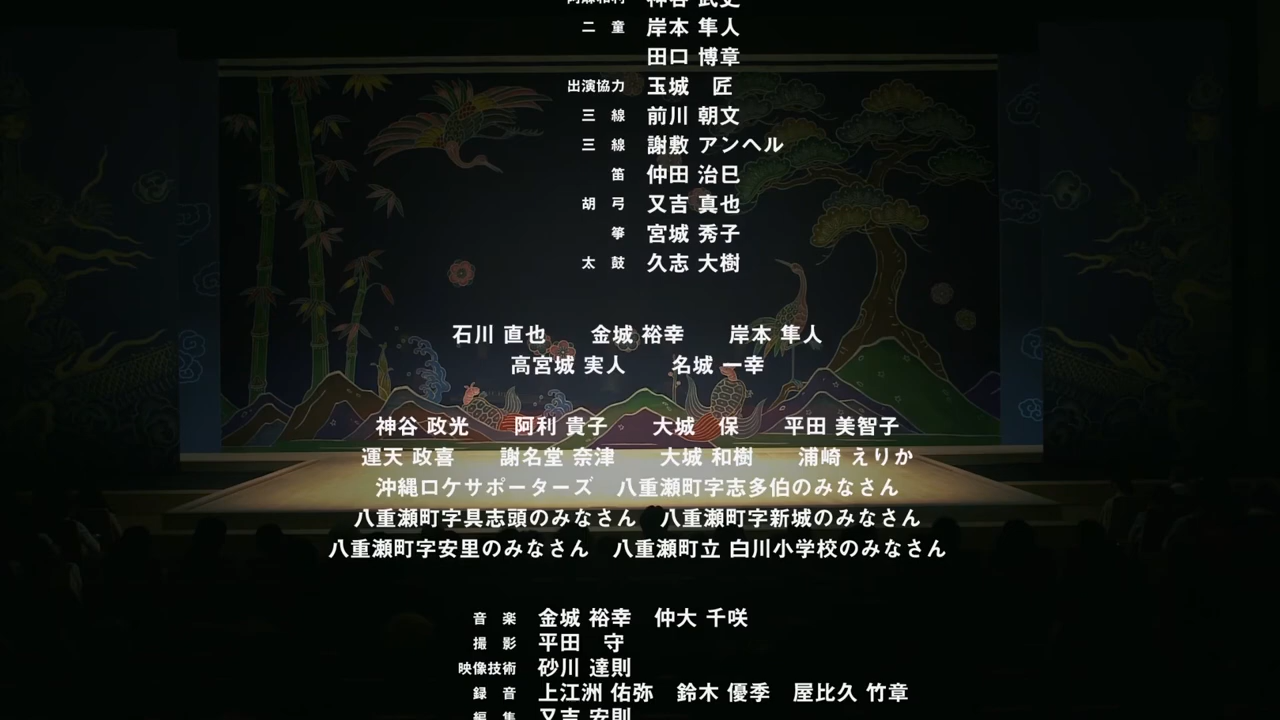 二童 岸本 隼人
田口 博章
出演協力 玉城 匠
三線 前川 朝文
三線 謝敷 アンヘル
笛 仲田 治巳
胡弓 又吉 真也
箏 宮城 秀子
太鼓 久志 大樹
石川 直也 金城 裕幸 岸本 隼人
高宮城 実人 名城 一幸
神谷 政光 阿利 貴子 大城 保 平田 美智子
運天 政喜 謝名堂 奈津 大城 和樹 浦崎 えりか
沖縄ロケサポーターズ 八重瀬町字志多伯のみなさん
八重瀬町字具志頭のみなさん 八重瀬町字新城のみなさん
八重瀬町字安里のみなさん 八重瀬町立 白川小学校のみなさん
音楽 金城 裕幸 仲大 千咲
撮影 平田 守
映像技術 砂川 達則
録音 上江洲 佑弥 鈴木 優季 屋比久 竹章
編集 又吉 安則